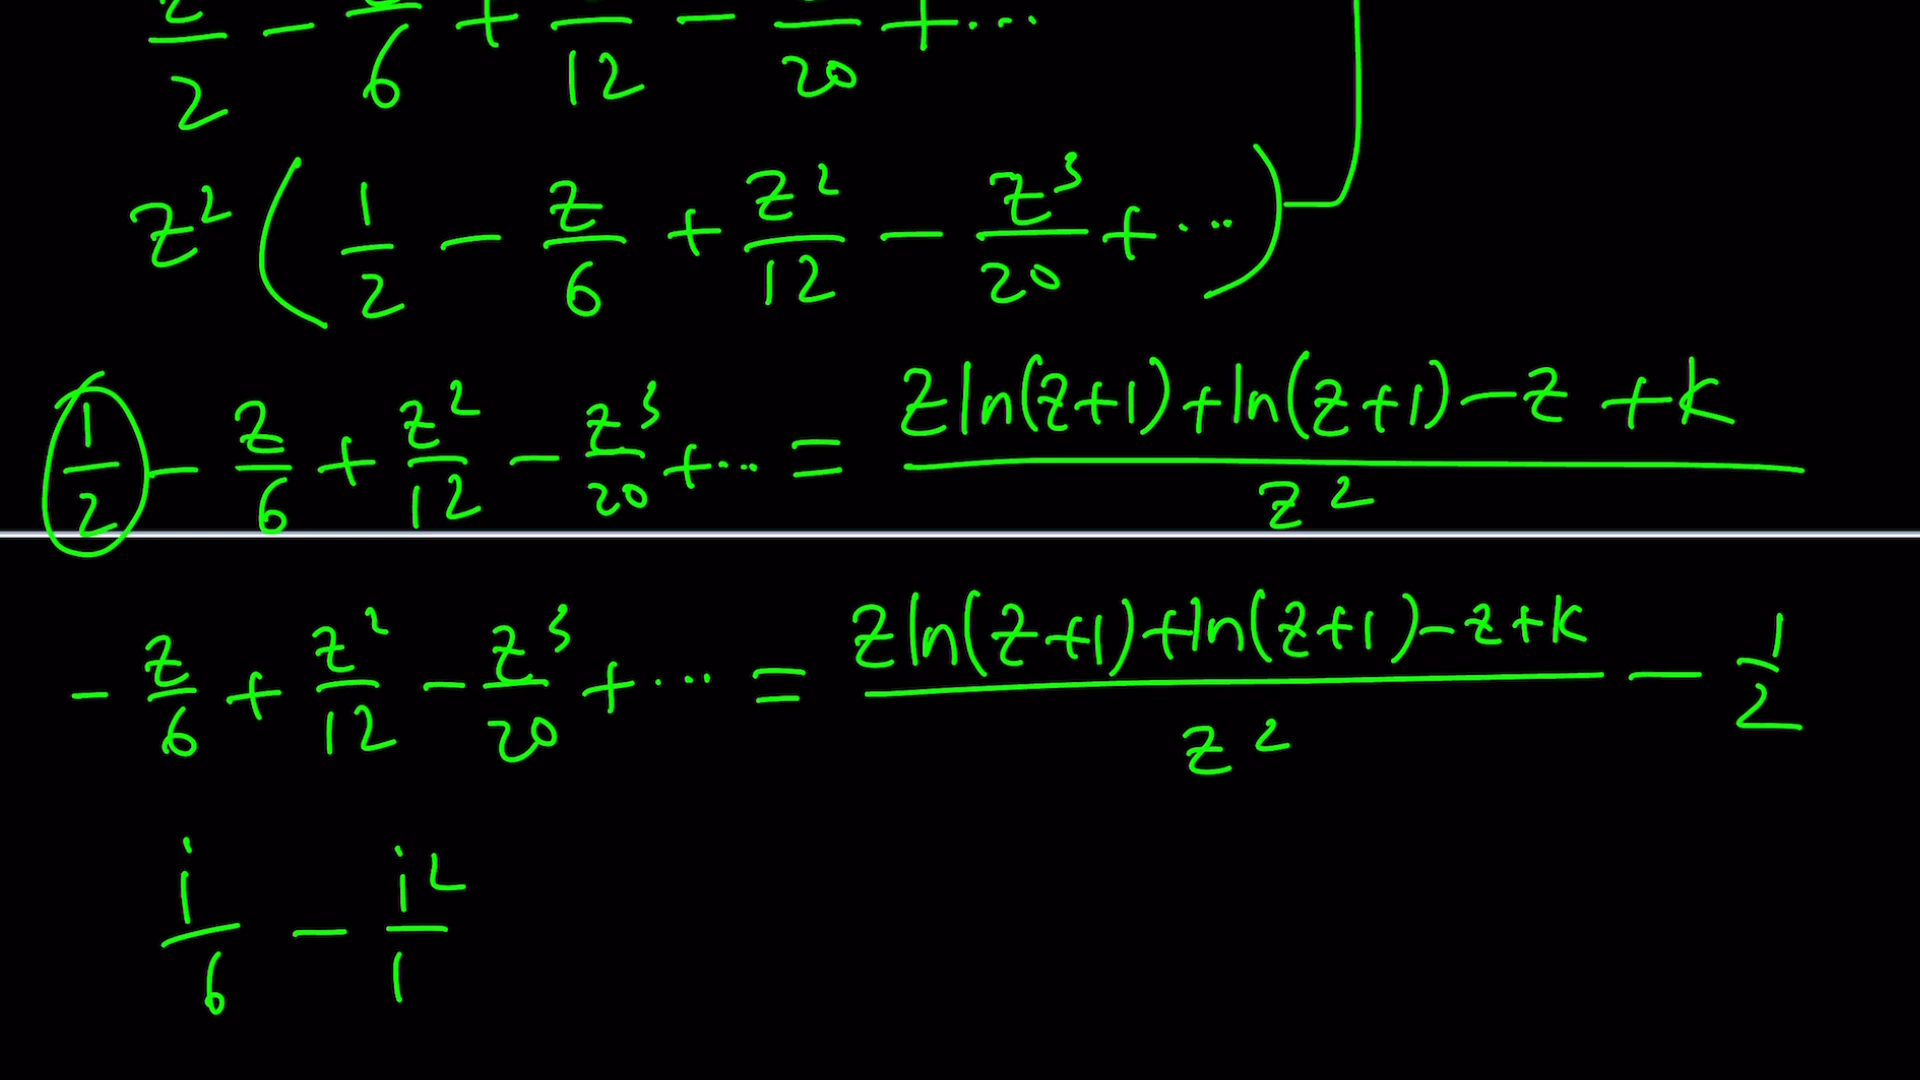 z/2 - /6 + /12 - /20 + ...
z² ( 1/2 - z/6 + z²/12 - z³/20 + ... )
1/2 - z/6 + z²/12 - z³/20 + ... = (z ln(z+1) + ln(z+1) - z + k)/z²
- z/6 + z²/12 - z³/20 + ... = (z ln(z+1) + ln(z+1) - z + k)/z² - 1/2
i/6 - i²/1